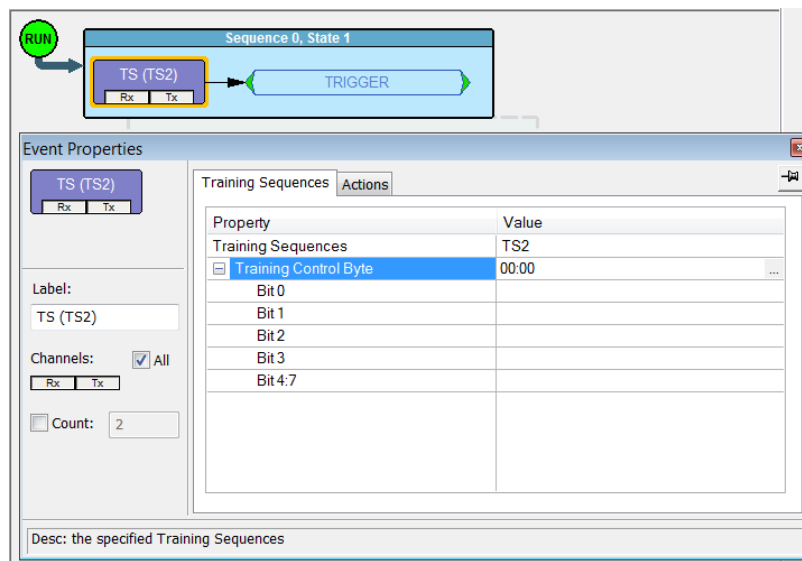 RUN
Sequence 0, State 1
TS (TS2)
Rx Tx
TRIGGER
Event Properties
TS (TS2)
Rx Tx
Training Sequences Actions
Property Value
Training Sequences TS2
Training Control Byte 00:00 ...
Bit 0
Bit 1
Bit 2
Bit 3
Bit 4:7
Label:
TS (TS2)
Channels: All
Rx Tx
Count: 2
Desc: the specified Training Sequences